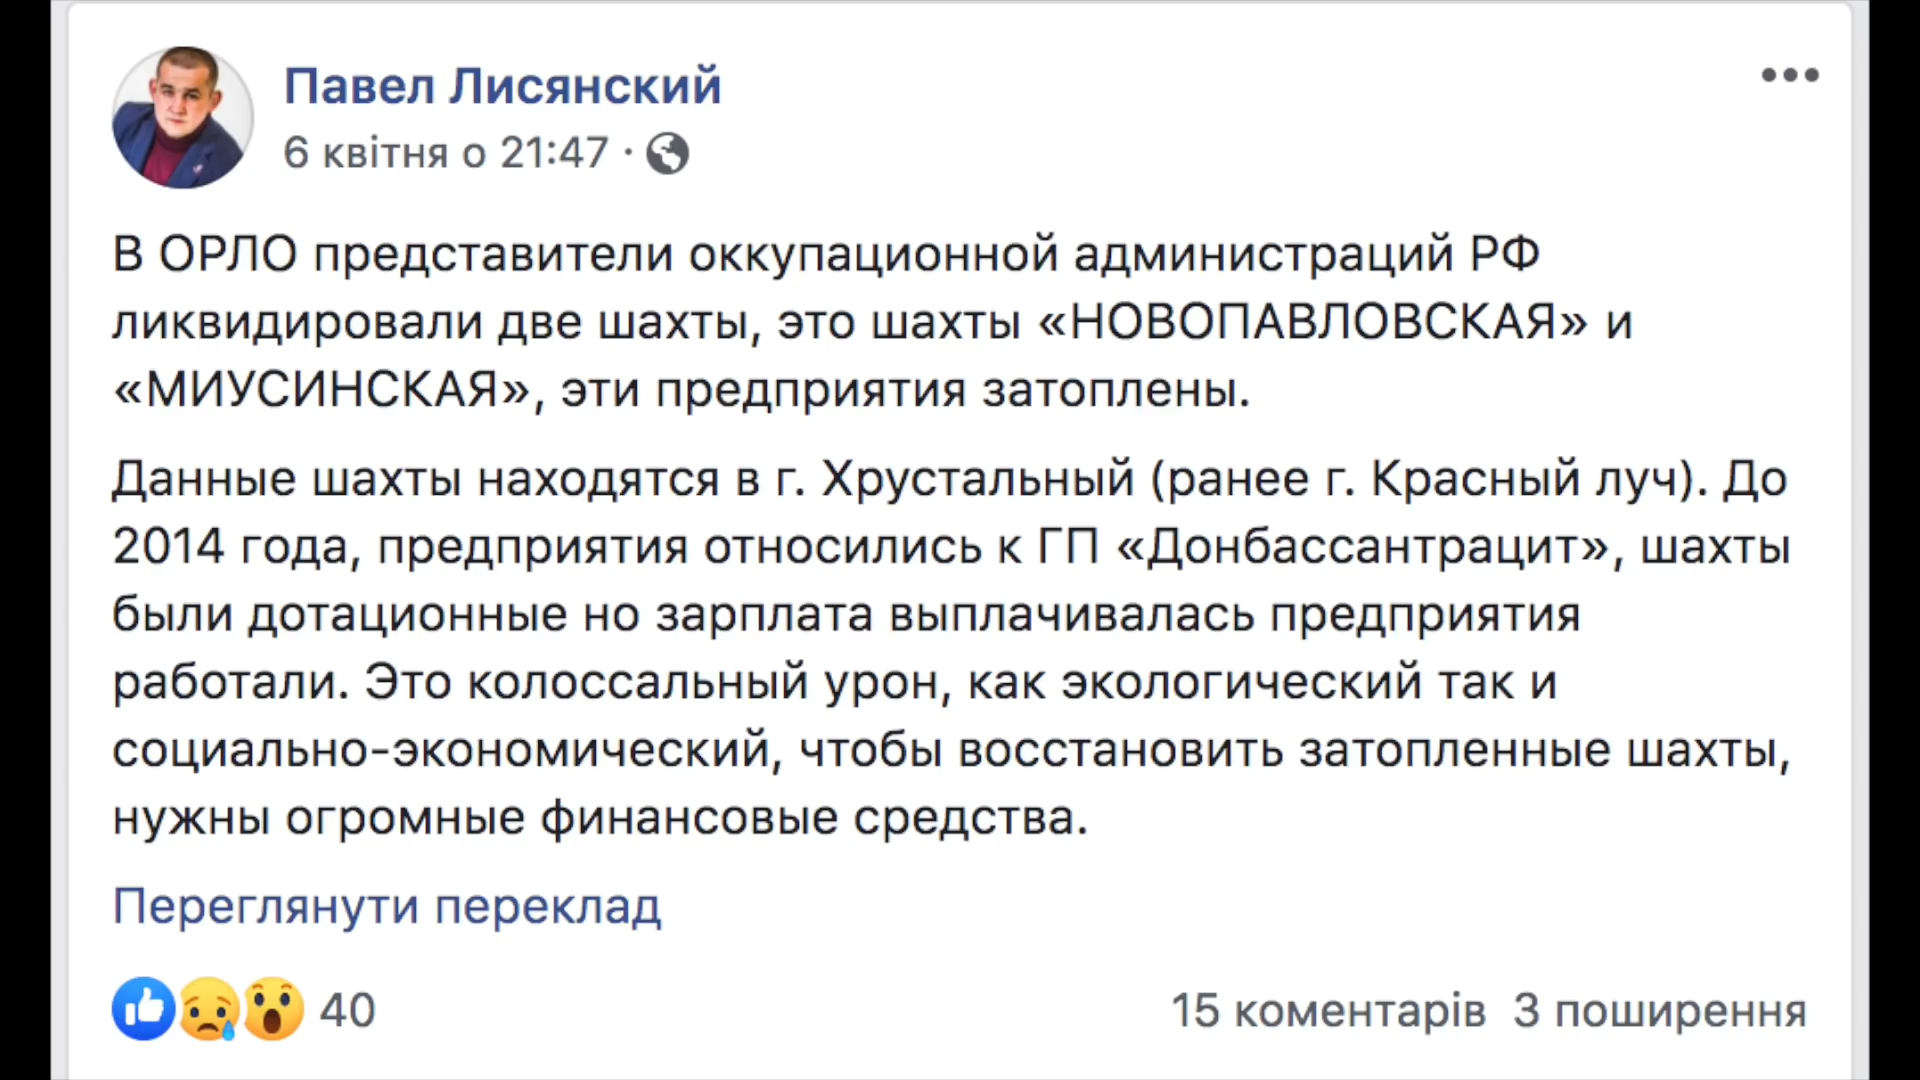 Павел Лисянский
6 квітня о 21:47 ·
В ОРЛО представители оккупационной администраций РФ
ликвидировали две шахты, это шахты «НОВОПАВЛОВСКАЯ» и
«МИУСИНСКАЯ», эти предприятия затоплены.
Данные шахты находятся в г. Хрустальный (ранее г. Красный луч). До
2014 года, предприятия относились к ГП «Донбассантрацит», шахты
были дотационные но зарплата выплачивалась предприятия
работали. Это колоссальный урон, как экологический так и
социально-экономический, чтобы восстановить затопленные шахты,
нужны огромные финансовые средства.
Переглянути переклад
40 15 коментарів 3 поширення